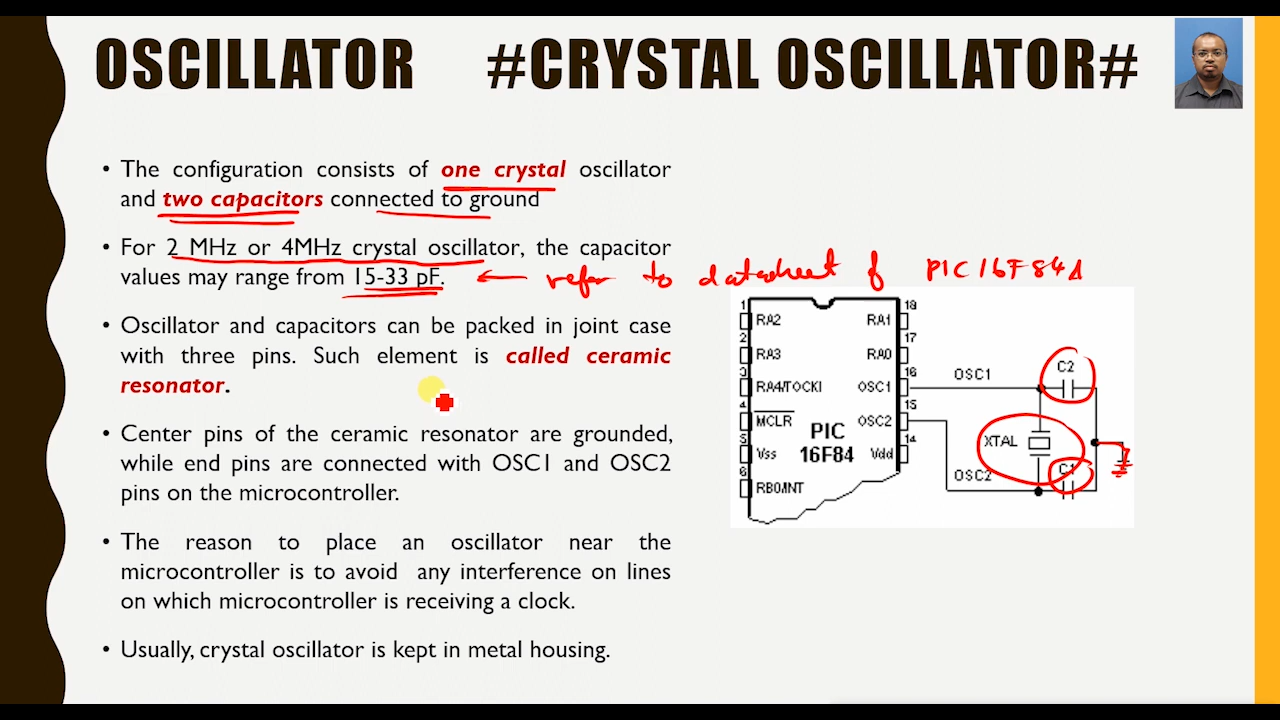 OSCILLATOR #CRYSTAL OSCILLATOR#
• The configuration consists of one crystal oscillator
and two capacitors connected to ground
• For 2 MHz or 4MHz crystal oscillator, the capacitor
values may range from 15-33 pF.
← refer to datasheet of PIC16F84A
• Oscillator and capacitors can be packed in joint case
with three pins. Such element is called ceramic
resonator.
• Center pins of the ceramic resonator are grounded,
while end pins are connected with OSC1 and OSC2
pins on the microcontroller.
• The reason to place an oscillator near the
microcontroller is to avoid any interference on lines
on which microcontroller is receiving a clock.
• Usually, crystal oscillator is kept in metal housing.
1 18
RA2 RA1
2 17
RA3 RA0
3 16
RA4/TOCKI OSC1
OSC1
C2
4 15
MCLR OSC2
PIC
16F84
XTAL
5 14
Vss Vdd
OSC2
C1
6
RB0/INT